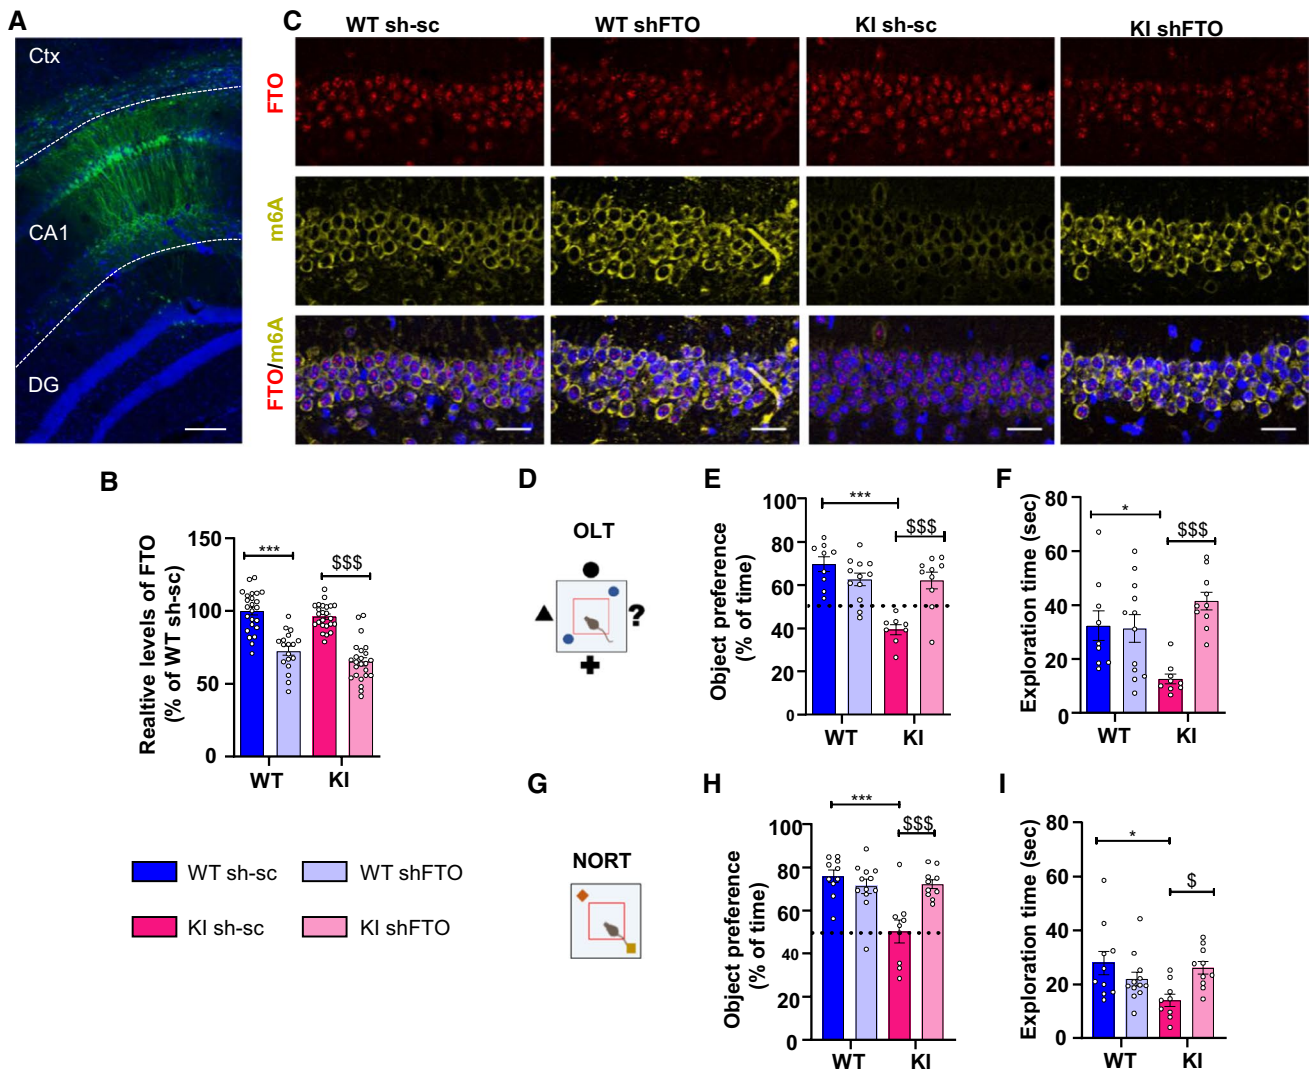 A
Ctx
CA1
DG
C
WT sh-sc
WT shFTO
KI sh-sc
KI shFTO
FTO
m6A
FTO/m6A
B
Realtive levels of FTO
(% of WT sh-sc)
150
100
50
0
***
$$$
WT
KI
D
OLT
?
E
Object preference
(% of time)
100
80
60
40
20
0
***
$$$
WT
KI
F
Exploration time (sec)
80
60
40
20
0
*
$$$
WT
KI
WT sh-sc
WT shFTO
KI sh-sc
KI shFTO
G
NORT
H
Object preference
(% of time)
100
80
60
40
20
0
***
$$$
WT
KI
I
Exploration time (sec)
80
60
40
20
0
*
$
WT
KI